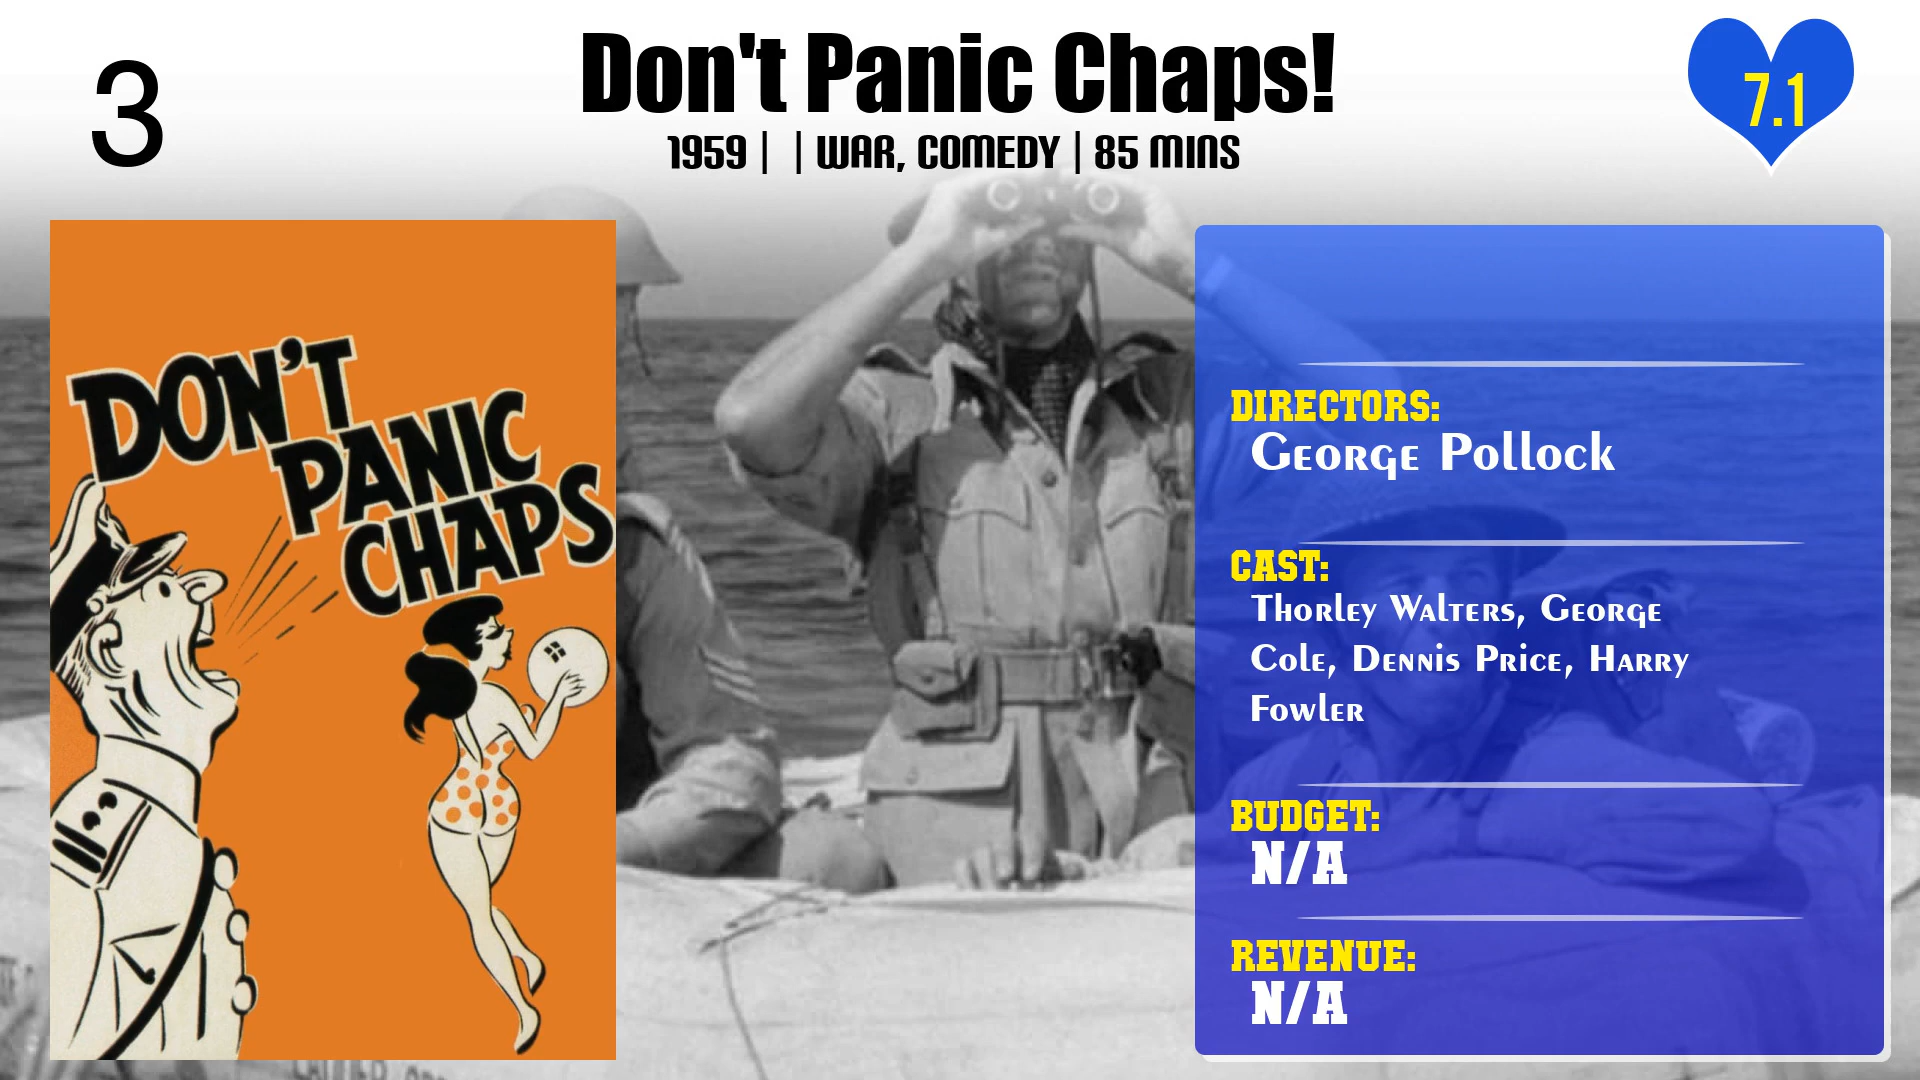 3
Don't Panic Chaps!
1959 | | WAR, COMEDY | 85 MINS
7.1
DON'T
PANIC
CHAPS
DIRECTORS:
George Pollock
CAST:
Thorley Walters, George
Cole, Dennis Price, Harry
Fowler
BUDGET:
N/A
REVENUE:
N/A